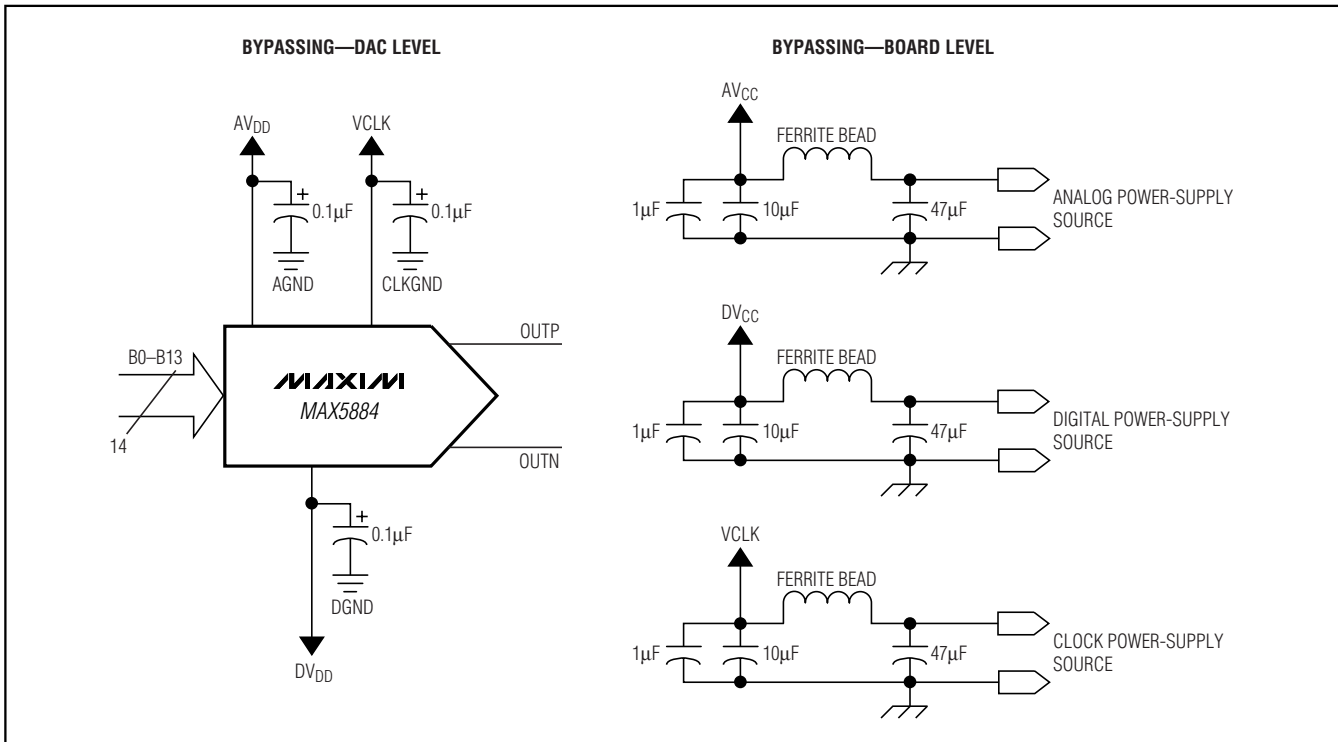 BYPASSING—DAC LEVEL
AVDD
VCLK
+
0.1µF
+
0.1µF
AGND
CLKGND
OUTP
B0–B13
MAXIM
MAX5884
14
OUTN
+
0.1µF
DGND
DVDD
BYPASSING—BOARD LEVEL
AVCC
FERRITE BEAD
1µF
10µF
47µF
ANALOG POWER-SUPPLY
SOURCE
DVCC
FERRITE BEAD
1µF
10µF
47µF
DIGITAL POWER-SUPPLY
SOURCE
VCLK
FERRITE BEAD
1µF
10µF
47µF
CLOCK POWER-SUPPLY
SOURCE